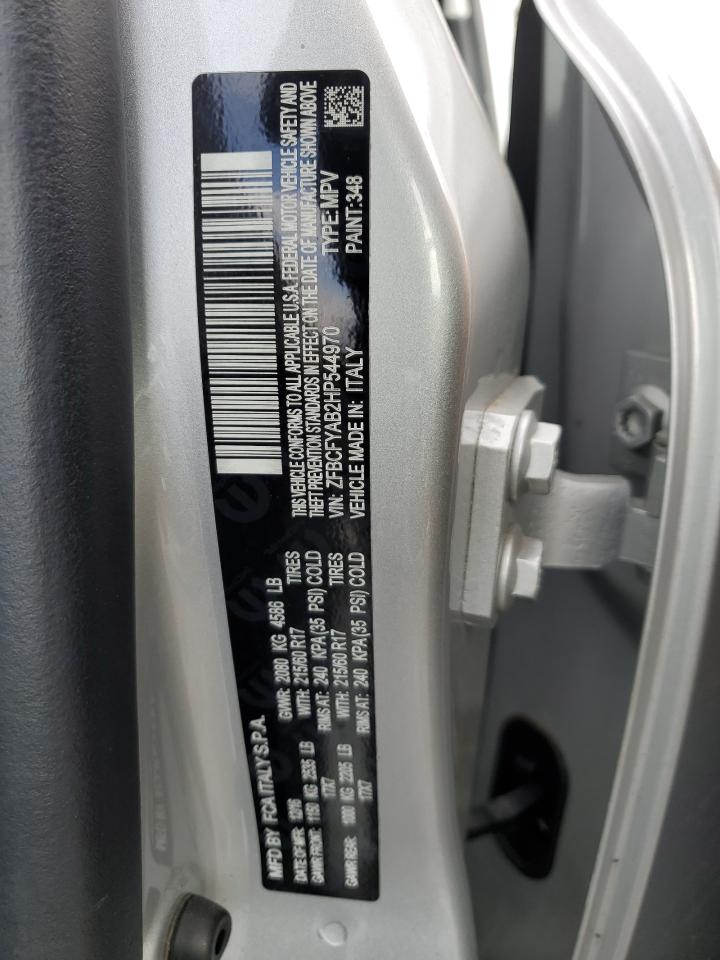 MFD BY FCA ITALY S.P.A.
DATE OF MFR: 12/16 GVWR: 2080 KG 4586 LB
GAWR FRONT: 1150 KG 2535 LB WITH: 215/60 R17 TIRES
17X7 RIMS AT: 240 KPA(35 PSI) COLD
GAWR REAR: 1000 KG 2205 LB WITH: 215/60 R17 TIRES
17X7 RIMS AT: 240 KPA(35 PSI) COLD
THIS VEHICLE CONFORMS TO ALL APPLICABLE U.S.A. FEDERAL MOTOR VEHICLE SAFETY AND
THEFT PREVENTION STANDARDS IN EFFECT ON THE DATE OF MANUFACTURE SHOWN ABOVE
VIN: ZFBCFYAB2HP544970 TYPE: MPV
VEHICLE MADE IN: ITALY PAINT:348